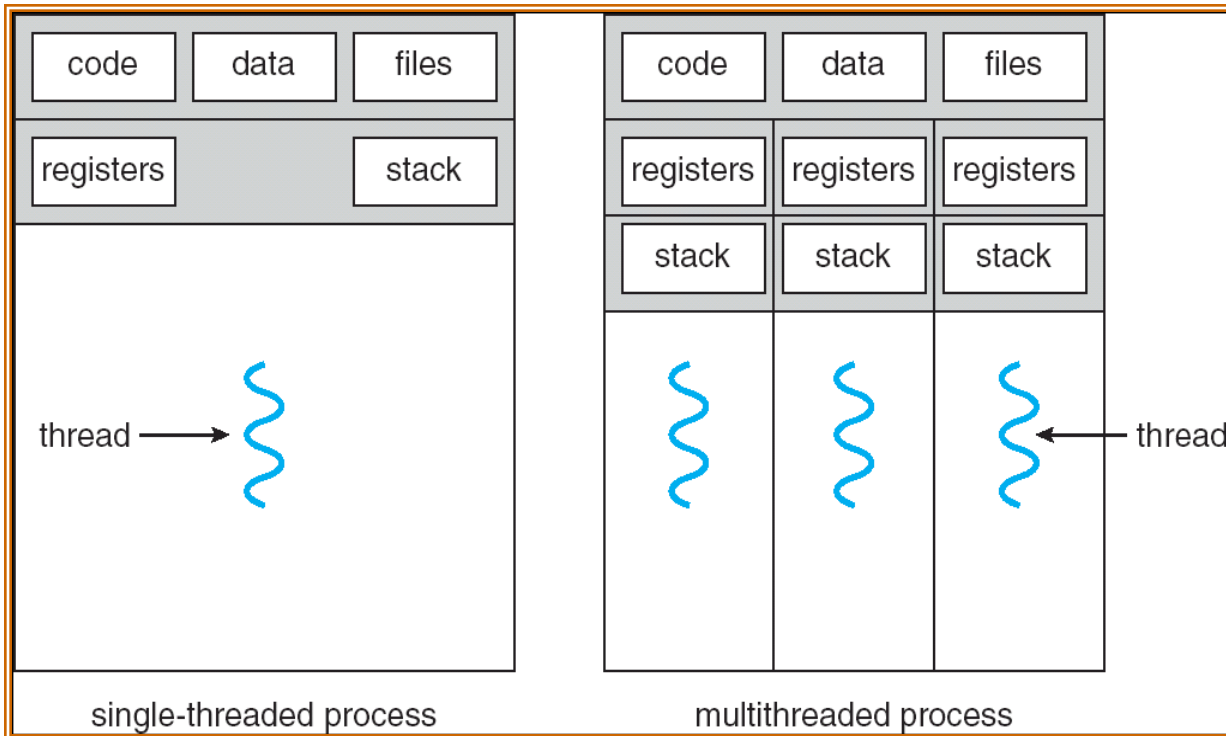 code data files
registers stack
thread
single-threaded process
code data files
registers registers registers
stack stack stack
thread
multithreaded process